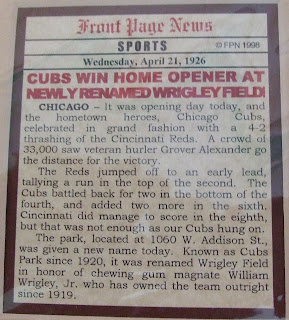 Front Page News
SPORTS © FPN 1998
Wednesday, April 21, 1926
CUBS WIN HOME OPENER AT
NEWLY RENAMED WRIGLEY FIELD!
CHICAGO – It was opening day today, and
the hometown heroes, Chicago Cubs,
celebrated in grand fashion with a 4-2
thrashing of the Cincinnati Reds. A crowd of
33,000 saw veteran hurler Grover Alexander go
the distance for the victory.
The Reds jumped off to an early lead,
tallying a run in the top of the second. The
Cubs battled back for two in the bottom of the
fourth, and added two more in the sixth.
Cincinnati did manage to score in the eighth,
but that was not enough as our Cubs hung on.
The park, located at 1060 W. Addison St.,
was given a new name today. Known as Cubs
Park since 1920, it was renamed Wrigley Field
in honor of chewing gum magnate William
Wrigley, Jr. who has owned the team outright
since 1919.